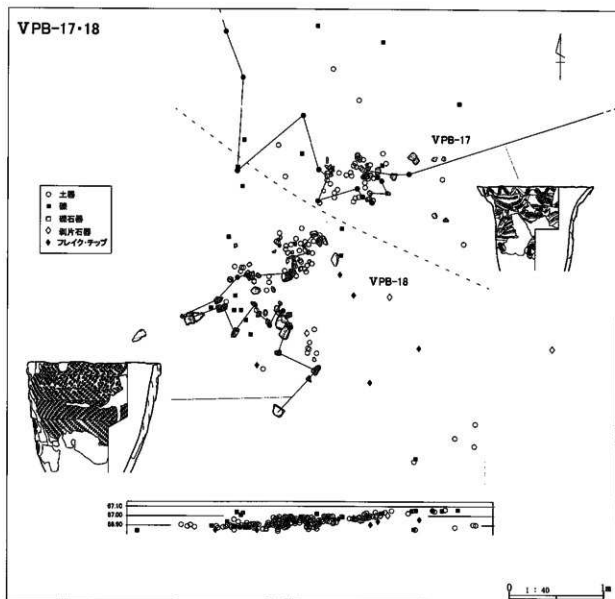 VPB-17・18
VPB-17
○ 土器
■ 礫
□ 礫石器
◇ 剥片石器
♦ フレイク・チップ
VPB-18
67.10
67.00
66.90
0 1:40 1m